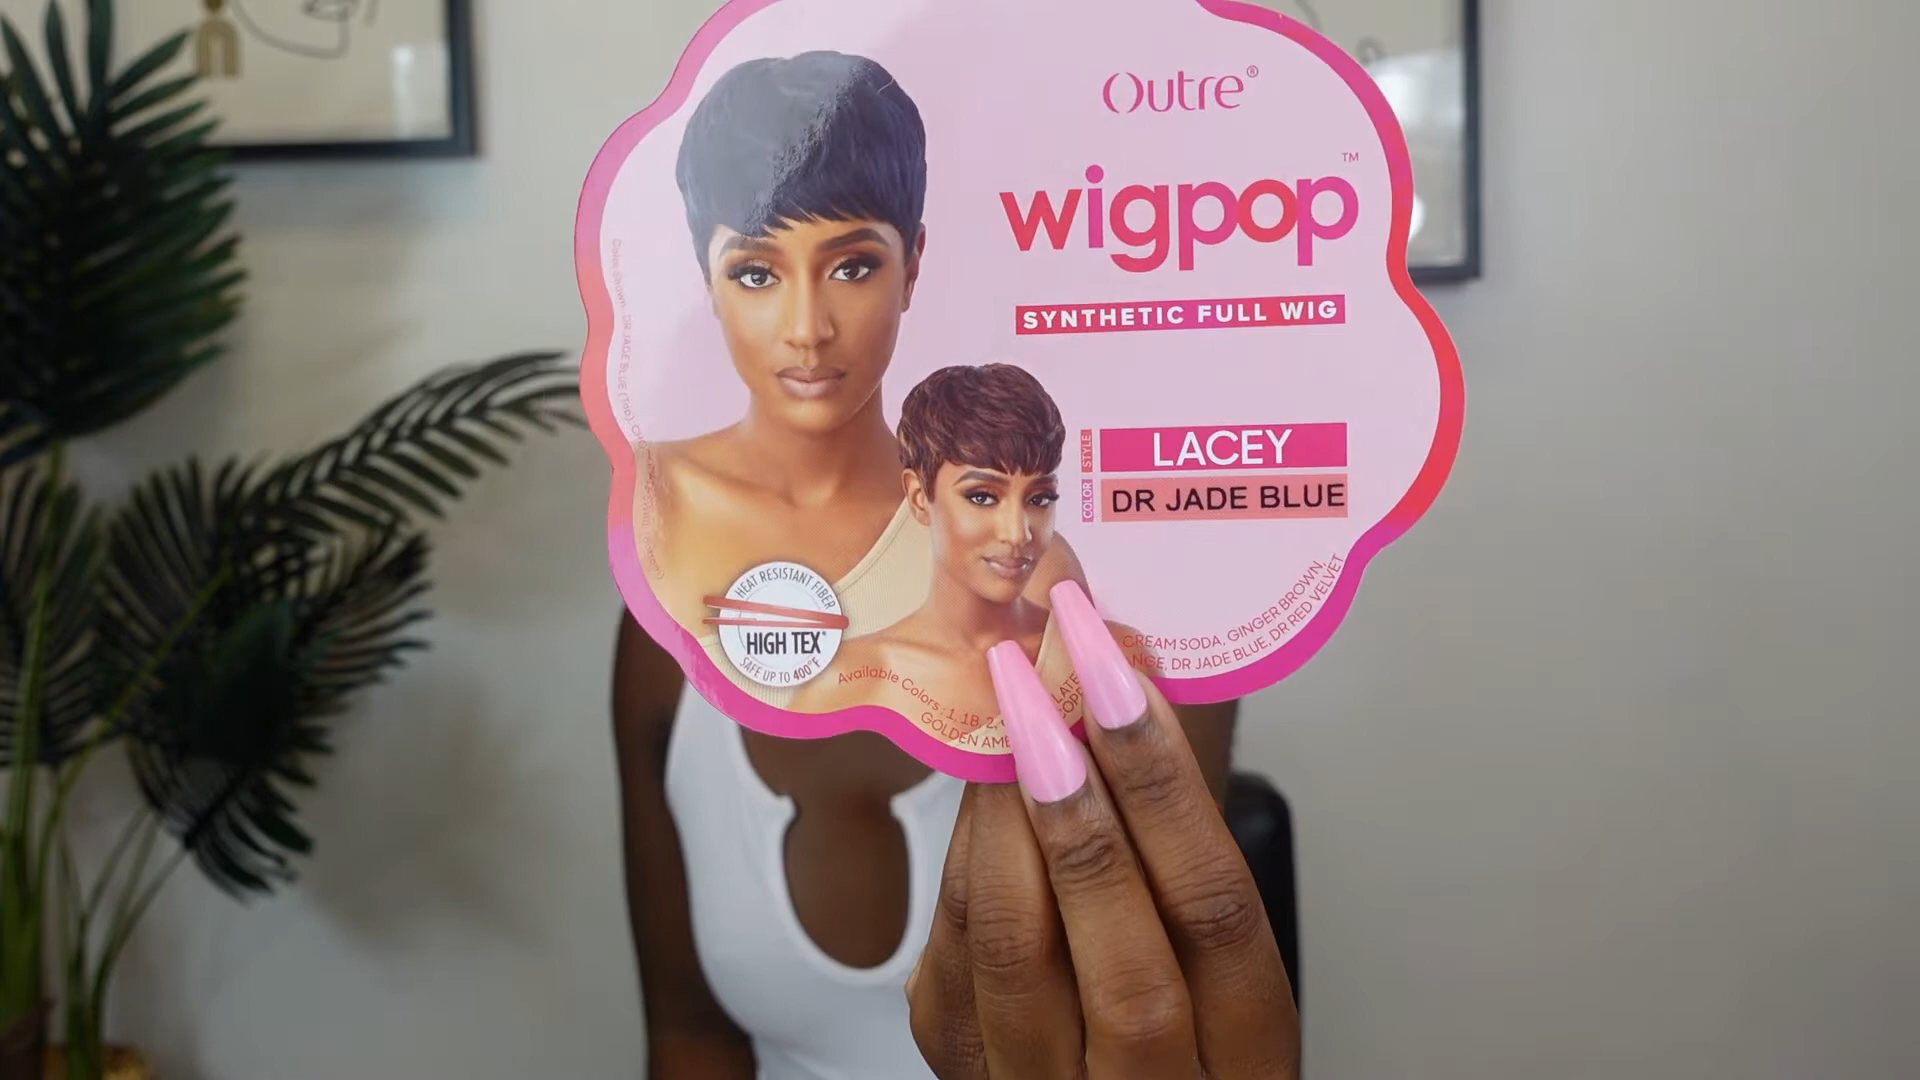 Outre®
wigpop™
SYNTHETIC FULL WIG
STYLE LACEY
COLOR DR JADE BLUE
HEAT RESISTANT FIBER
HIGH TEX®
SAFE UP TO 400°F
Available Colors: 1, 1B, 2, CREAM SODA, GINGER BROWN,
GOLDEN DR JADE BLUE, DR RED VELVET